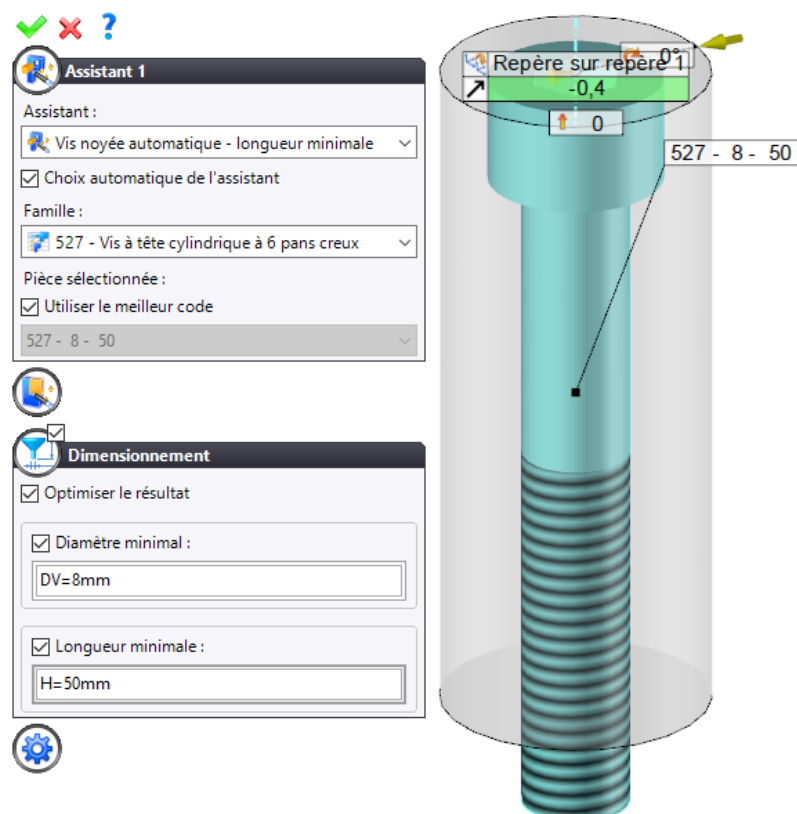 ?
Assistant 1
Assistant :
Vis noyée automatique - longueur minimale
Choix automatique de l'assistant
Famille :
527 - Vis à tête cylindrique à 6 pans creux
Pièce sélectionnée :
Utiliser le meilleur code
527 - 8 - 50
Dimensionnement
Optimiser le résultat
Diamètre minimal :
DV=8mm
Longueur minimale :
H=50mm
0°
Repère sur repère 1
-0,4
0
527 - 8 - 50